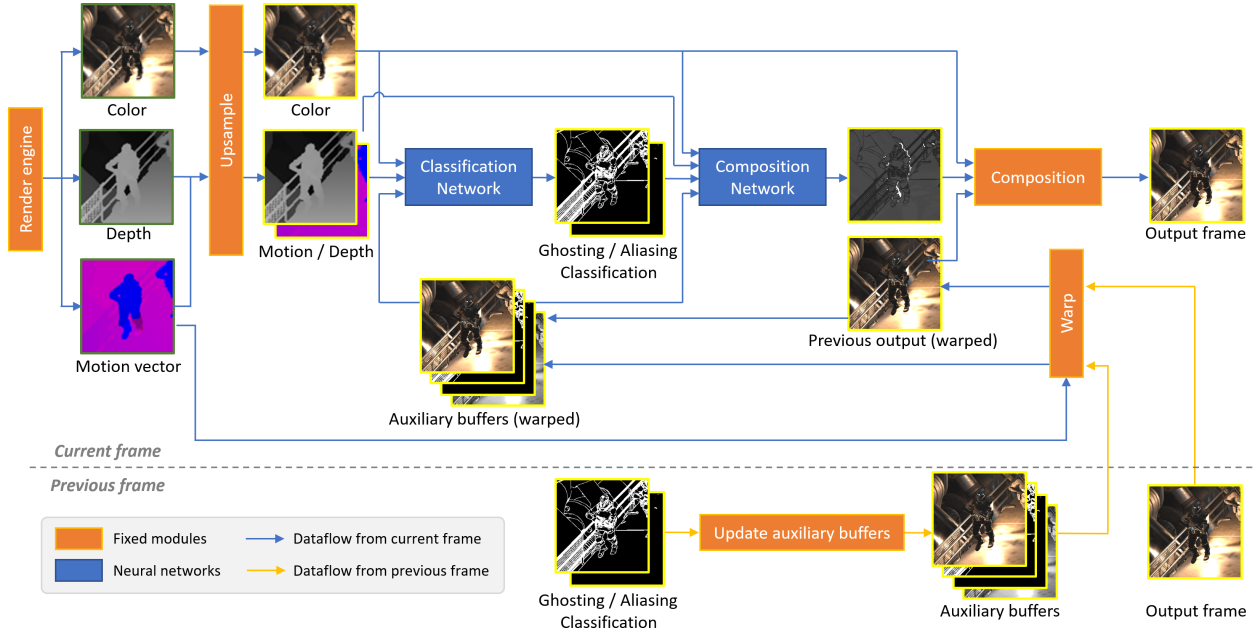 Render engine
Color
Depth
Motion vector
Upsample
Color
Motion / Depth
Classification
Network
Ghosting / Aliasing
Classification
Composition
Network
Composition
Output frame
Previous output (warped)
Warp
Auxiliary buffers (warped)
Current frame
Previous frame
Fixed modules
Dataflow from current frame
Neural networks
Dataflow from previous frame
Ghosting / Aliasing
Classification
Update auxiliary buffers
Auxiliary buffers
Output frame